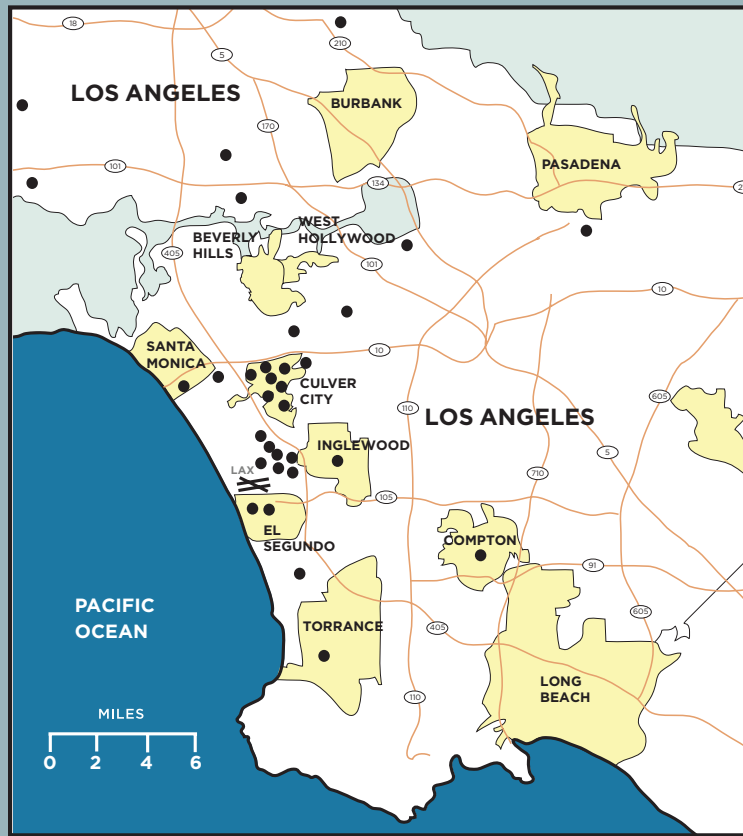 18
210
5
LOS ANGELES
BURBANK
170
PASADENA
101
134
2
WEST
HOLLYWOOD
BEVERLY
HILLS
405
101
10
SANTA
MONICA
10
CULVER
CITY
605
110
LOS ANGELES
INGLEWOOD
5
LAX
710
105
EL
SEGUNDO
COMPTON
91
PACIFIC
OCEAN
TORRANCE
405
605
LONG
BEACH
110
MILES
0 2 4 6